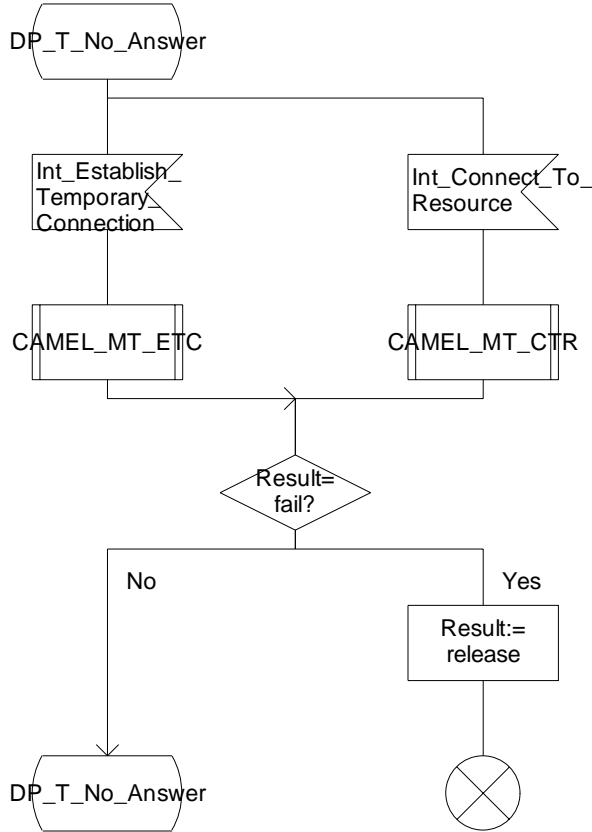 DP_T_No_Answer
Int_Establish_
Temporary_
Connection
Int_Connect_To_
Resource
CAMEL_MT_ETC
CAMEL_MT_CTR
Result=
fail?
No
Yes
Result:=
release
DP_T_No_Answer